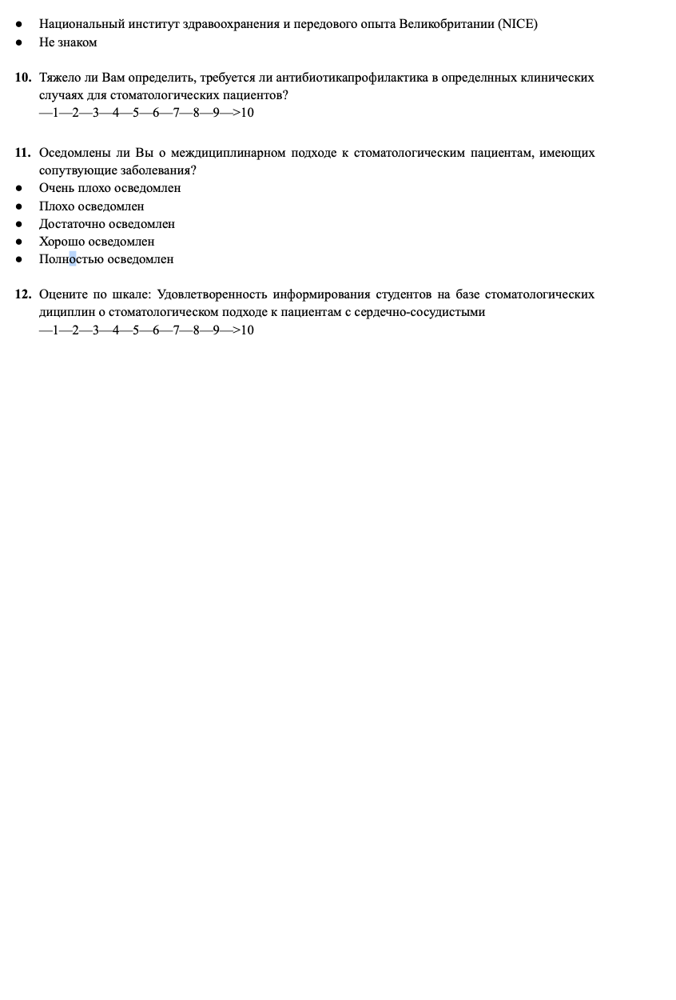 ● Национальный институт здравоохранения и передового опыта Великобритании (NICE)
● Не знаком
10. Тяжело ли Вам определить, требуется ли антибиотикапрофилактика в определнных клинических
случаях для стоматологических пациентов?
—1—2—3—4—5—6—7—8—9—>10
11. Оседомлены ли Вы о междициплинарном подходе к стоматологическим пациентам, имеющих
сопутвующие заболевания?
● Очень плохо осведомлен
● Плохо осведомлен
● Достаточно осведомлен
● Хорошо осведомлен
● Полностью осведомлен
12. Оцените по шкале: Удовлетворенность информирования студентов на базе стоматологических
дициплин о стоматологическом подходе к пациентам с сердечно-сосудистыми
—1—2—3—4—5—6—7—8—9—>10